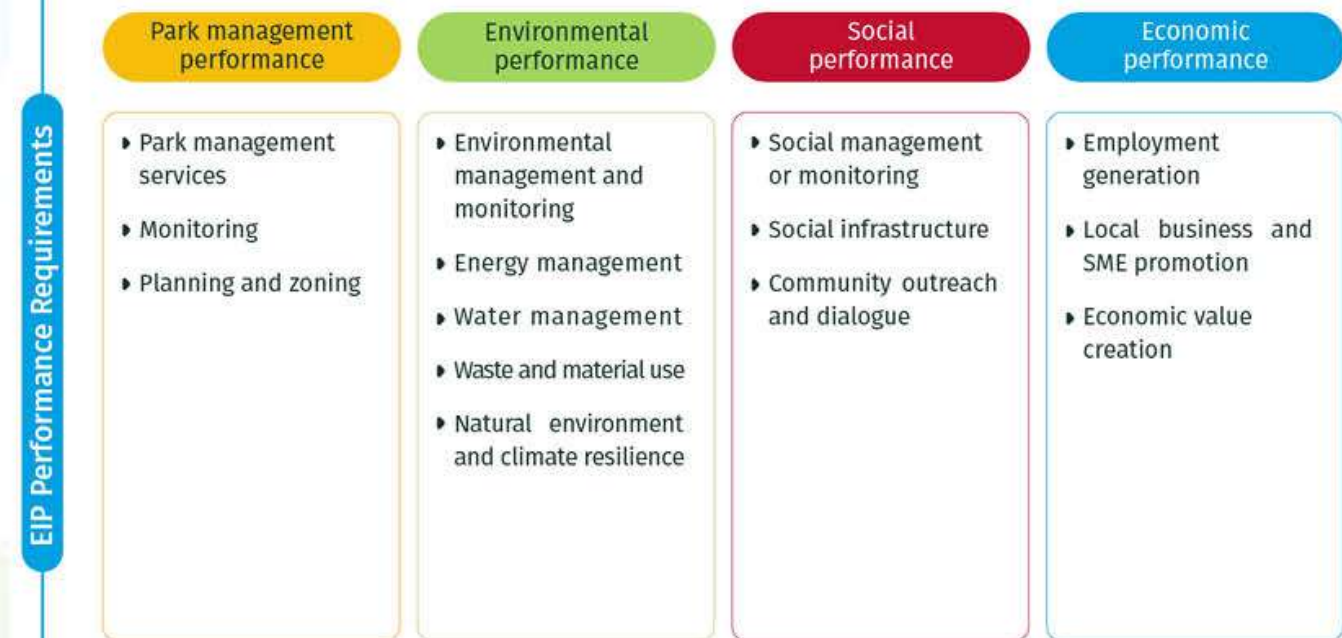 EIP Performance Requirements
Park management
performance
Park management
services
Monitoring
Planning and zoning
Environmental
performance
Environmental
management and
monitoring
Energy management
Water management
Waste and material use
Natural environment
and climate resilience
Social
performance
Social management
or monitoring
Social infrastructure
Community outreach
and dialogue
Economic
performance
Employment
generation
Local business and
SME promotion
Economic value
creation